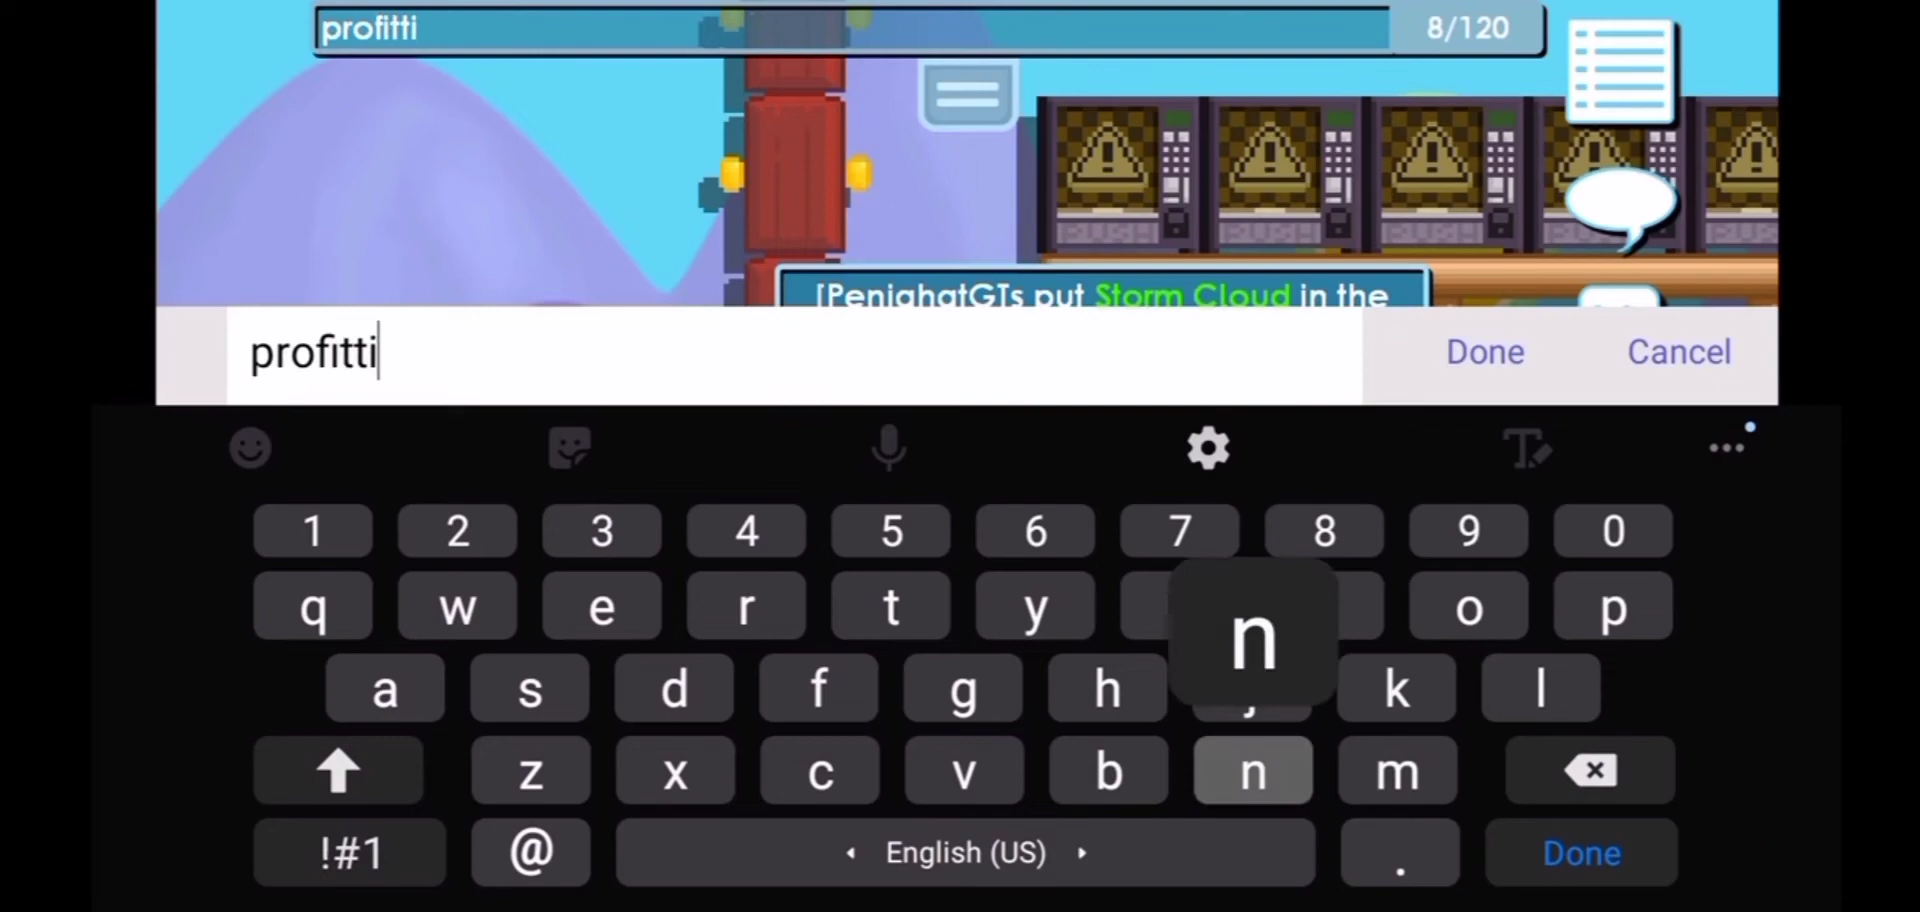 profitti
8/120
[PenjahatGTs put Storm Cloud in the
profitti
Done Cancel
1 2 3 4 5 6 7 8 9 0
q w e r t y o p
n
a s d f g h j k l
z x c v b n m
!#1 @ English (US) . Done